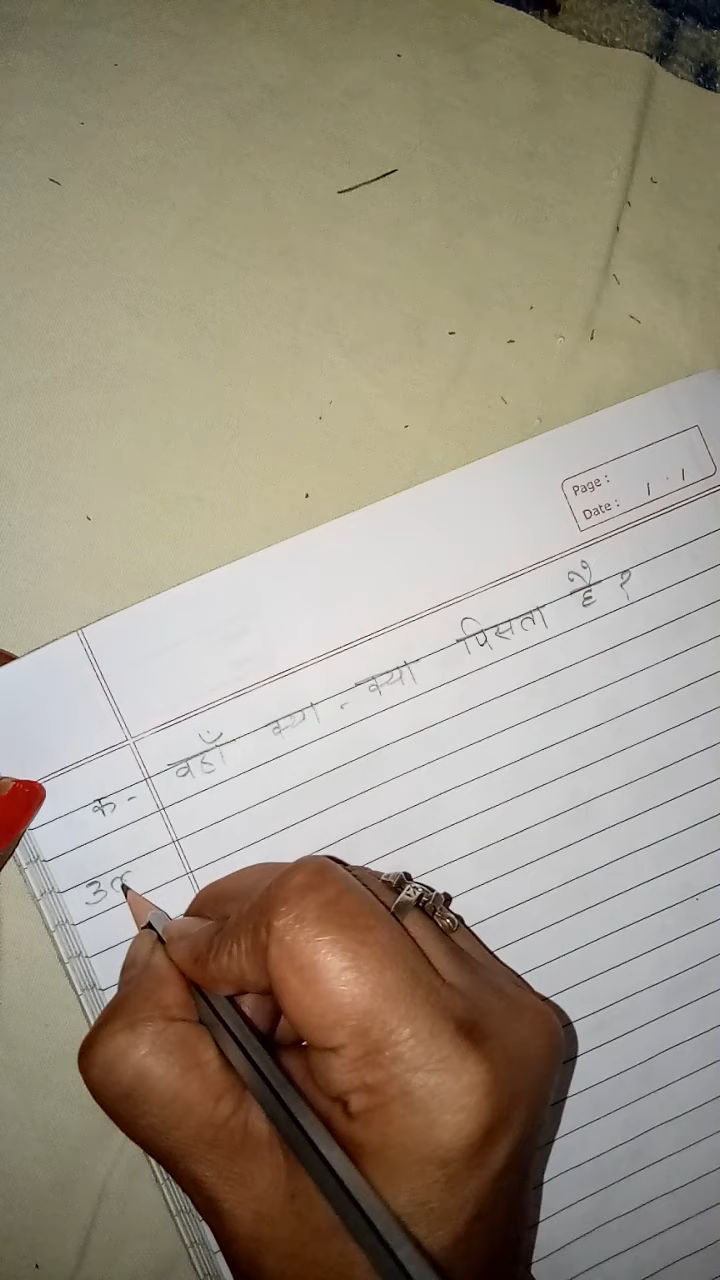 Page :
Date : / /
क- वहाँ क्या - क्या पिसता है ?